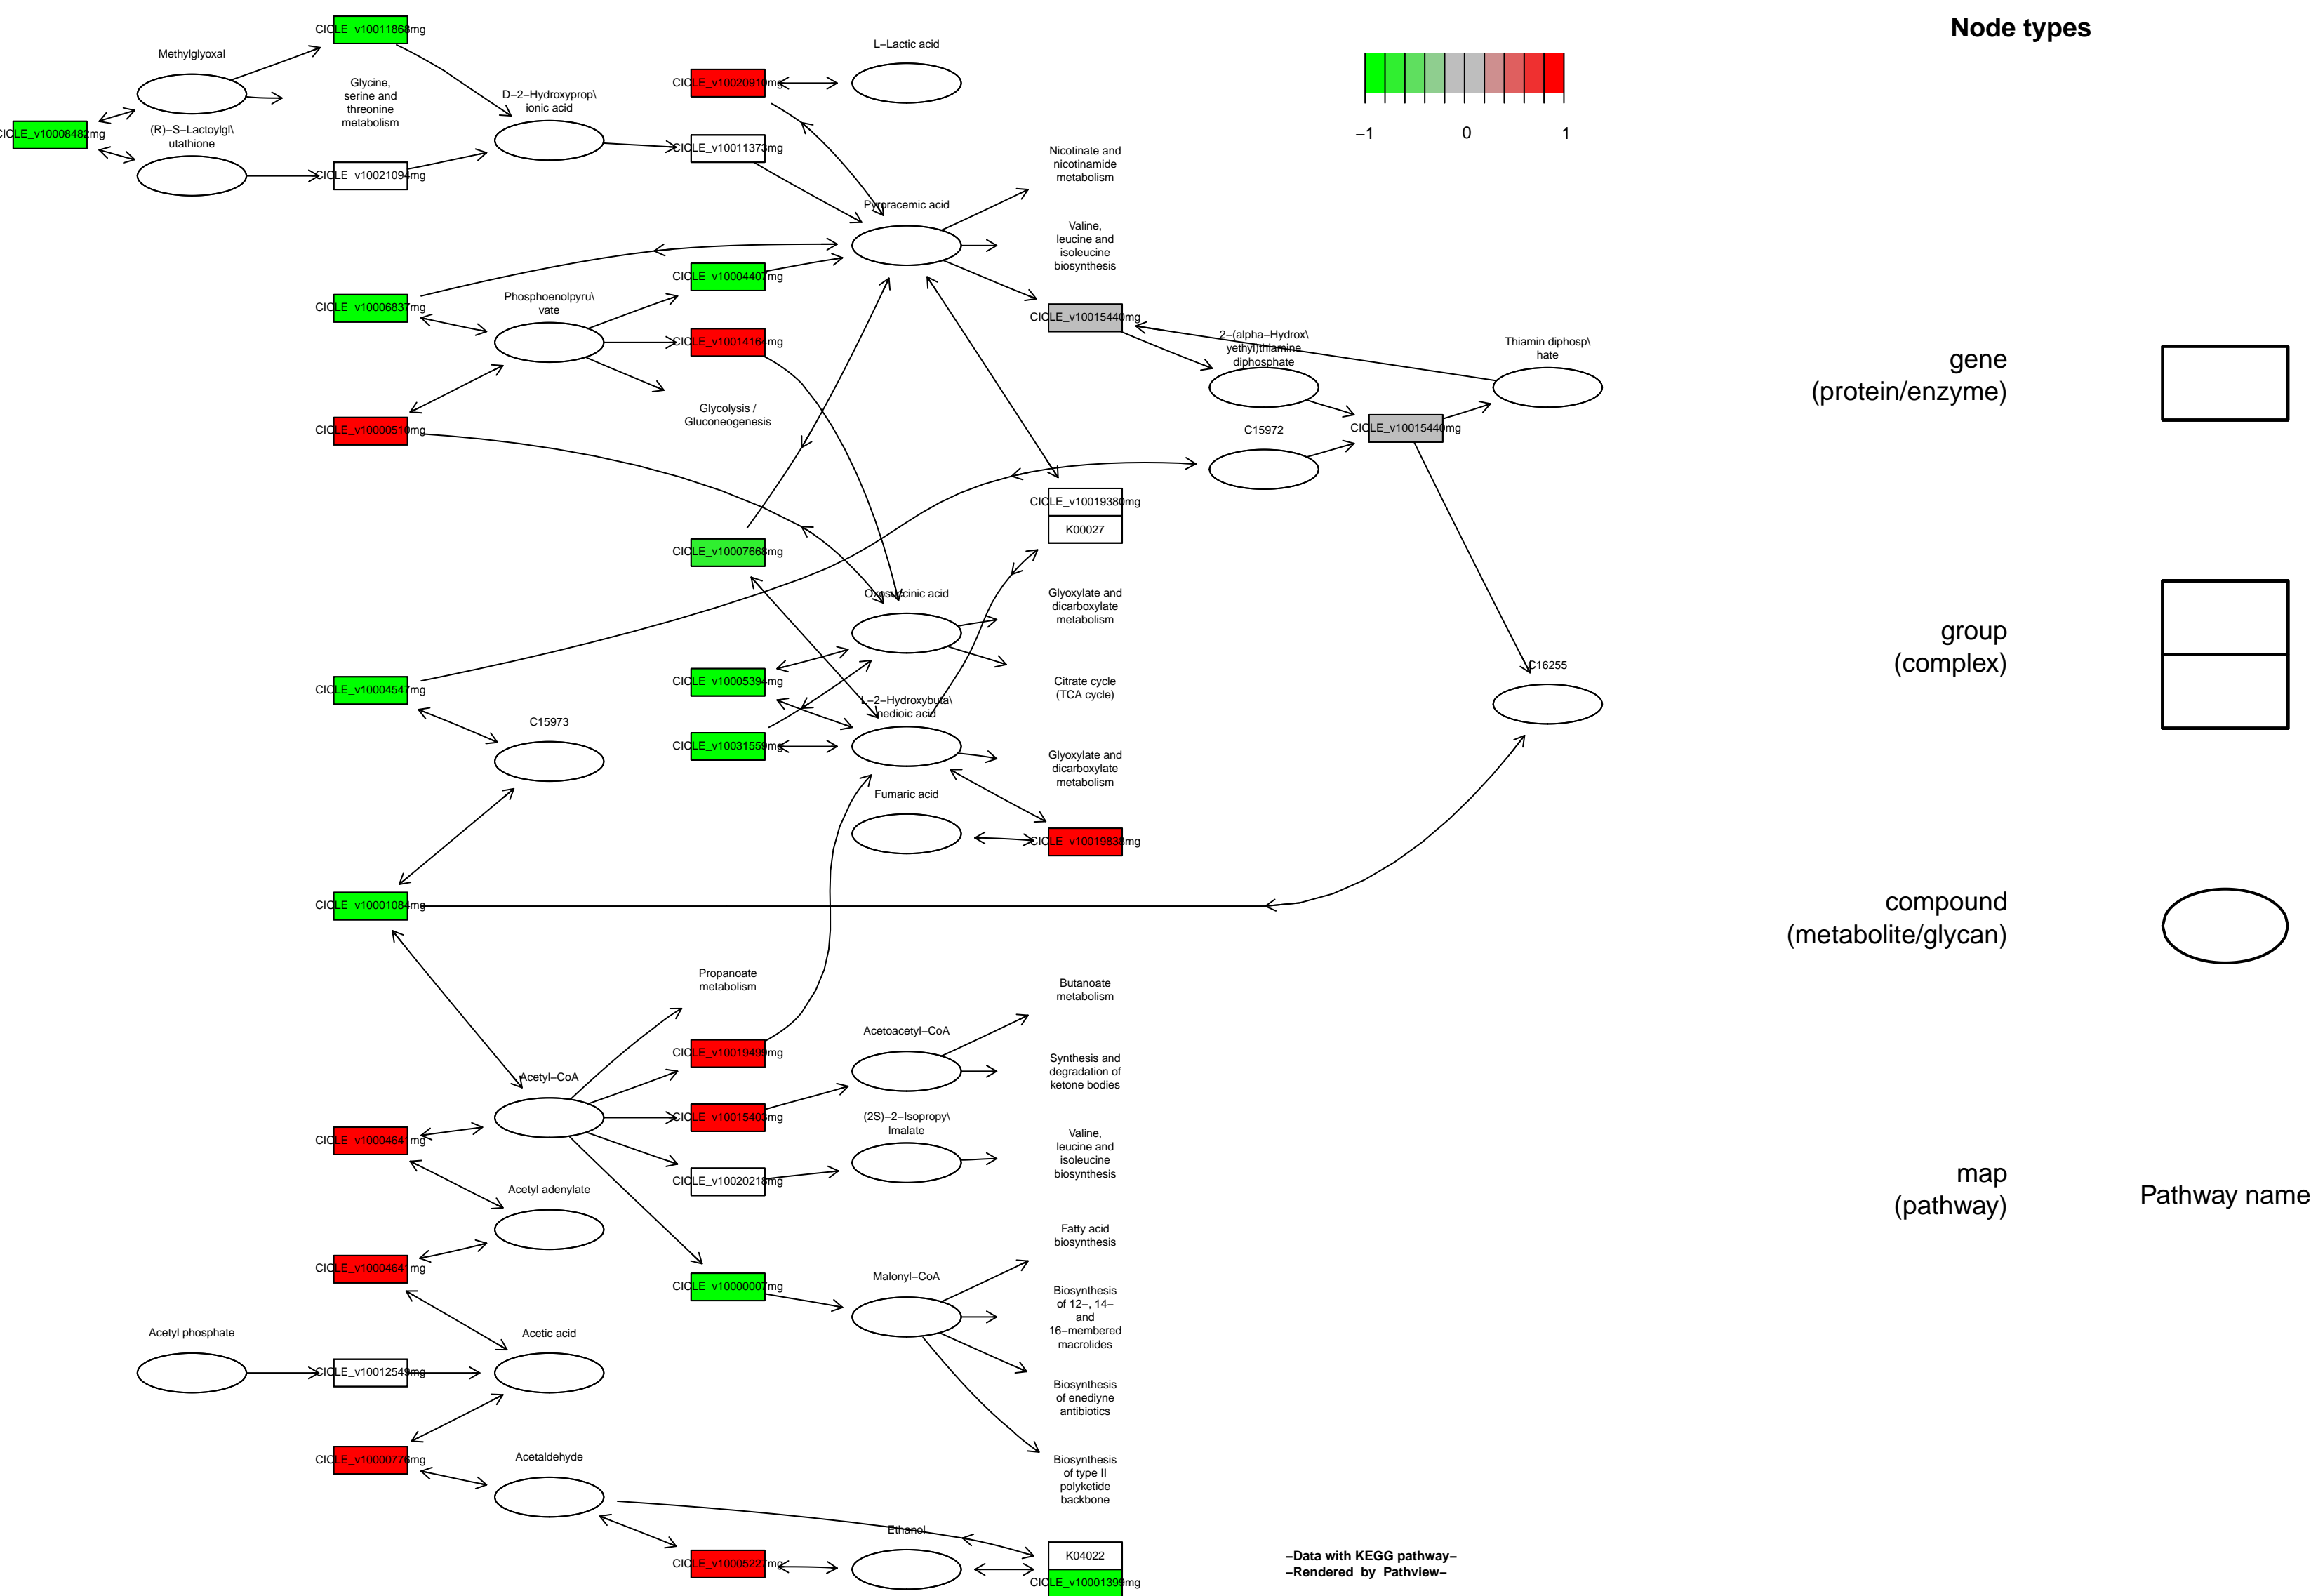 CICLE_v10011868mg
Node types
Methylglyoxal
L−Lactic acid
CICLE_v10020910mg
Glycine,
serine and
threonine
metabolism
D−2−Hydroxyprop\
ionic acid
−1
0
1
CICLE_v10008482mg
(R)−S−Lactoylgl\
utathione
CICLE_v10011373mg
CICLE_v10021094mg
Nicotinate and
nicotinamide
metabolism
Pyroracemic acid
Valine,
leucine and
isoleucine
biosynthesis
CICLE_v10004407mg
CICLE_v10006837mg
Phosphoenolpyru\
vate
CICLE_v10015440mg
CICLE_v10014164mg
2−(alpha−Hydrox\
yethyl)thiamine
diphosphate
Thiamin diphosp\
hate
gene
(protein/enzyme)
Glycolysis /
Gluconeogenesis
CICLE_v10000510mg
C15972
CICLE_v10015440mg
CICLE_v10019380mg
K00027
CICLE_v10007668mg
Oxosuccinic acid
Glyoxylate and
dicarboxylate
metabolism
group
(complex)
C16255
CICLE_v10005394mg
Citrate cycle
(TCA cycle)
CICLE_v10004547mg
L−2−Hydroxybuta\
nedioic acid
C15973
CICLE_v10031559mg
Glyoxylate and
dicarboxylate
metabolism
Fumaric acid
CICLE_v10019838mg
CICLE_v10001084mg
compound
(metabolite/glycan)
Propanoate
metabolism
Butanoate
metabolism
Acetoacetyl−CoA
CICLE_v10019499mg
Synthesis and
degradation of
ketone bodies
Acetyl−CoA
CICLE_v10015403mg
(2S)−2−Isopropy\
lmalate
CICLE_v10004641mg
Valine,
leucine and
isoleucine
biosynthesis
CICLE_v10020218mg
map
(pathway)
Pathway name
Acetyl adenylate
Fatty acid
biosynthesis
CICLE_v10004641mg
CICLE_v10000007mg
Malonyl−CoA
Biosynthesis
of 12−, 14−
and
16−membered
macrolides
Acetyl phosphate
Acetic acid
CICLE_v10012549mg
Biosynthesis
of enediyne
antibiotics
CICLE_v10000776mg
Acetaldehyde
Biosynthesis
of type II
polyketide
backbone
Ethanol
CICLE_v10005227mg
K04022
CICLE_v10001399mg
−Data with KEGG pathway−
−Rendered by Pathview−